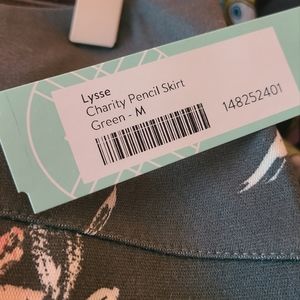 Lysse
Charity Pencil Skirt
Green - M
148252401